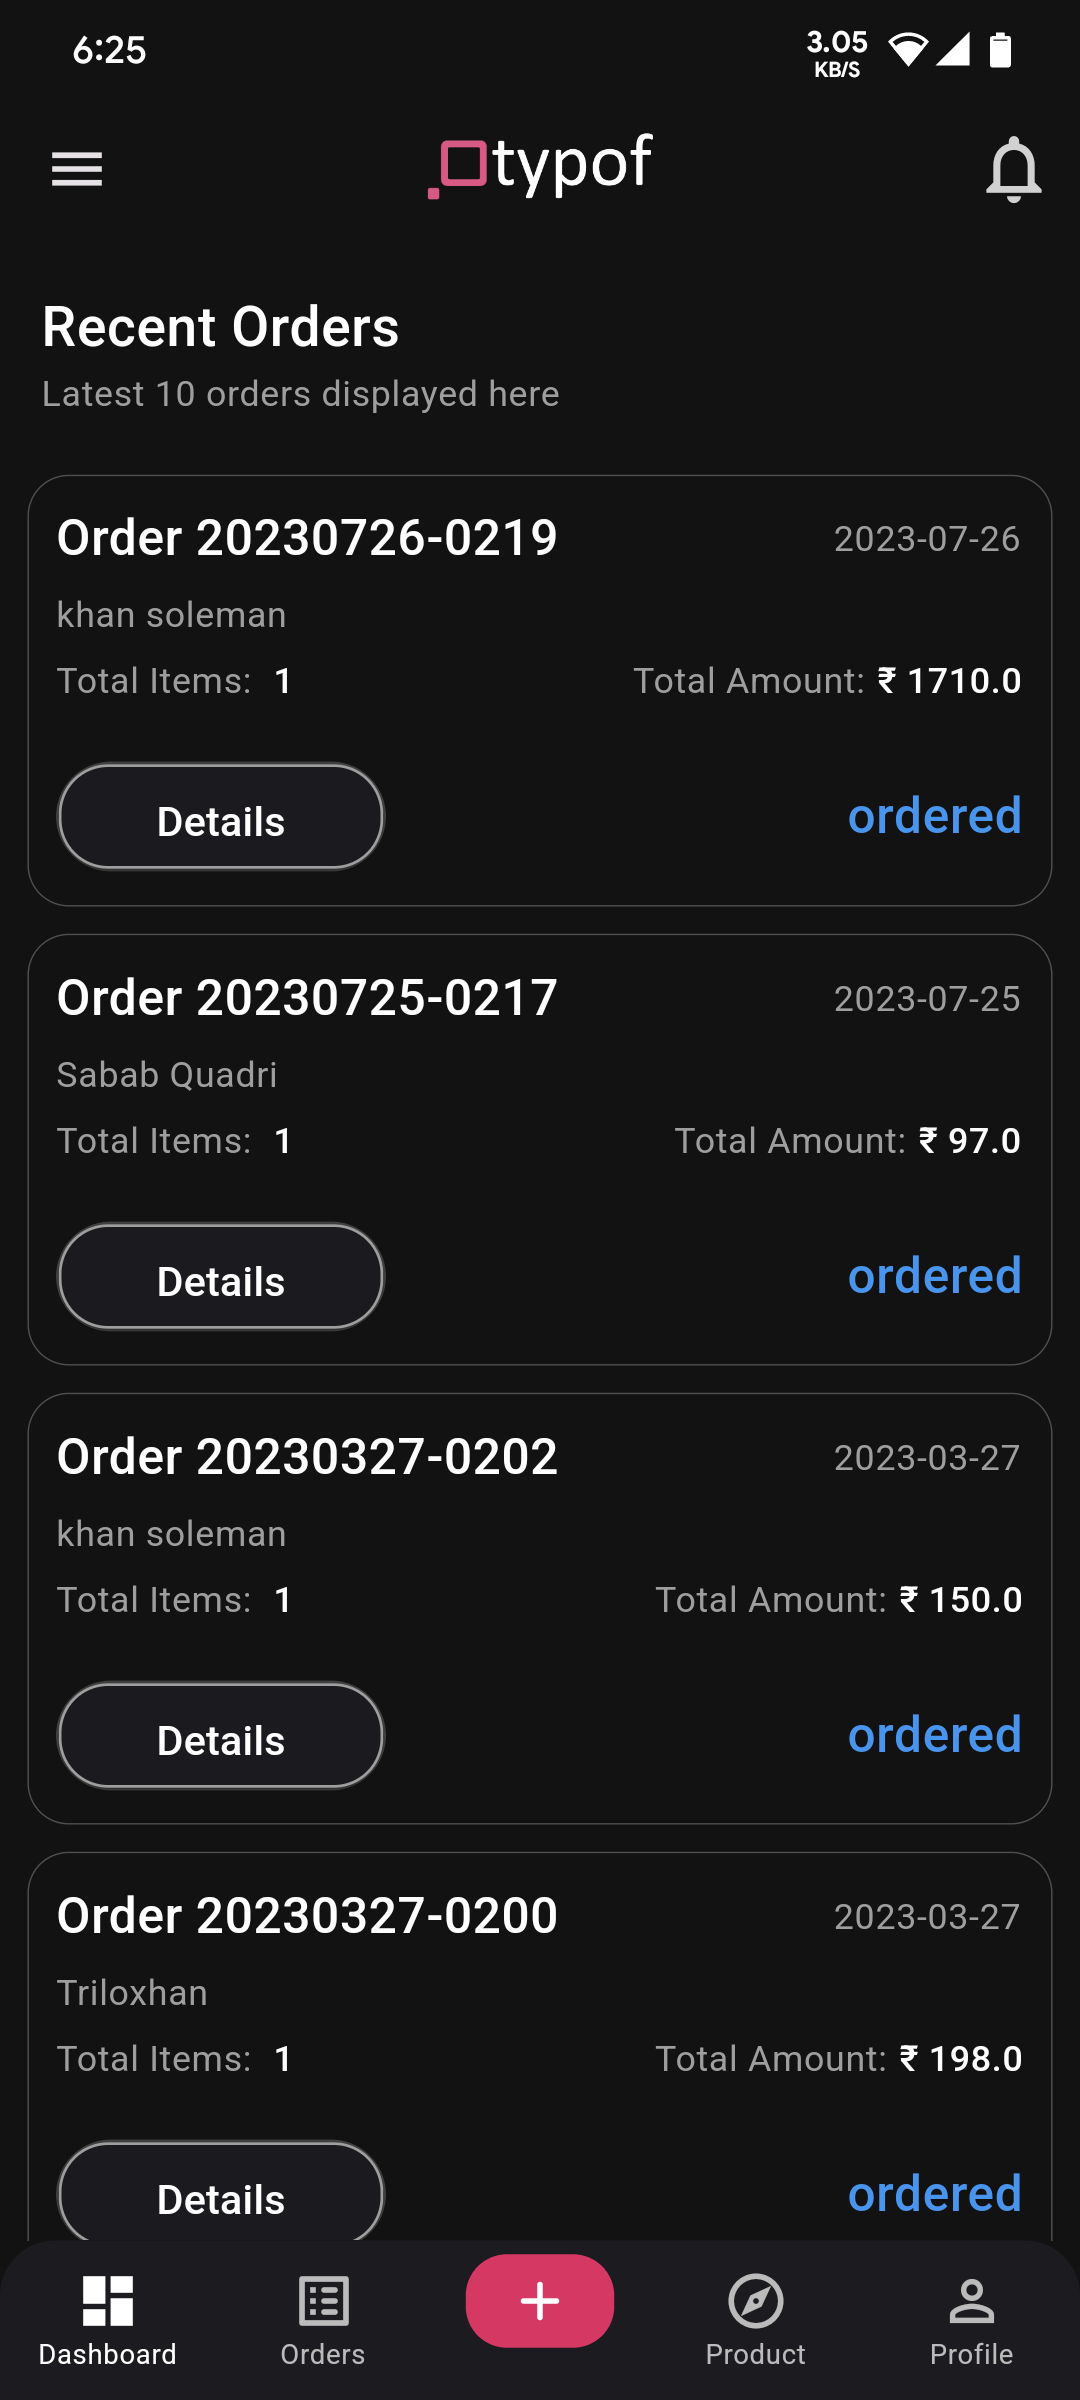 6:25
3.05
KB/S
typof
Recent Orders
Latest 10 orders displayed here
Order 20230726-0219 2023-07-26
khan soleman
Total Items: 1 Total Amount: ₹ 1710.0
Details ordered
Order 20230725-0217 2023-07-25
Sabab Quadri
Total Items: 1 Total Amount: ₹ 97.0
Details ordered
Order 20230327-0202 2023-03-27
khan soleman
Total Items: 1 Total Amount: ₹ 150.0
Details ordered
Order 20230327-0200 2023-03-27
Triloxhan
Total Items: 1 Total Amount: ₹ 198.0
Details ordered
Dashboard Orders Product Profile